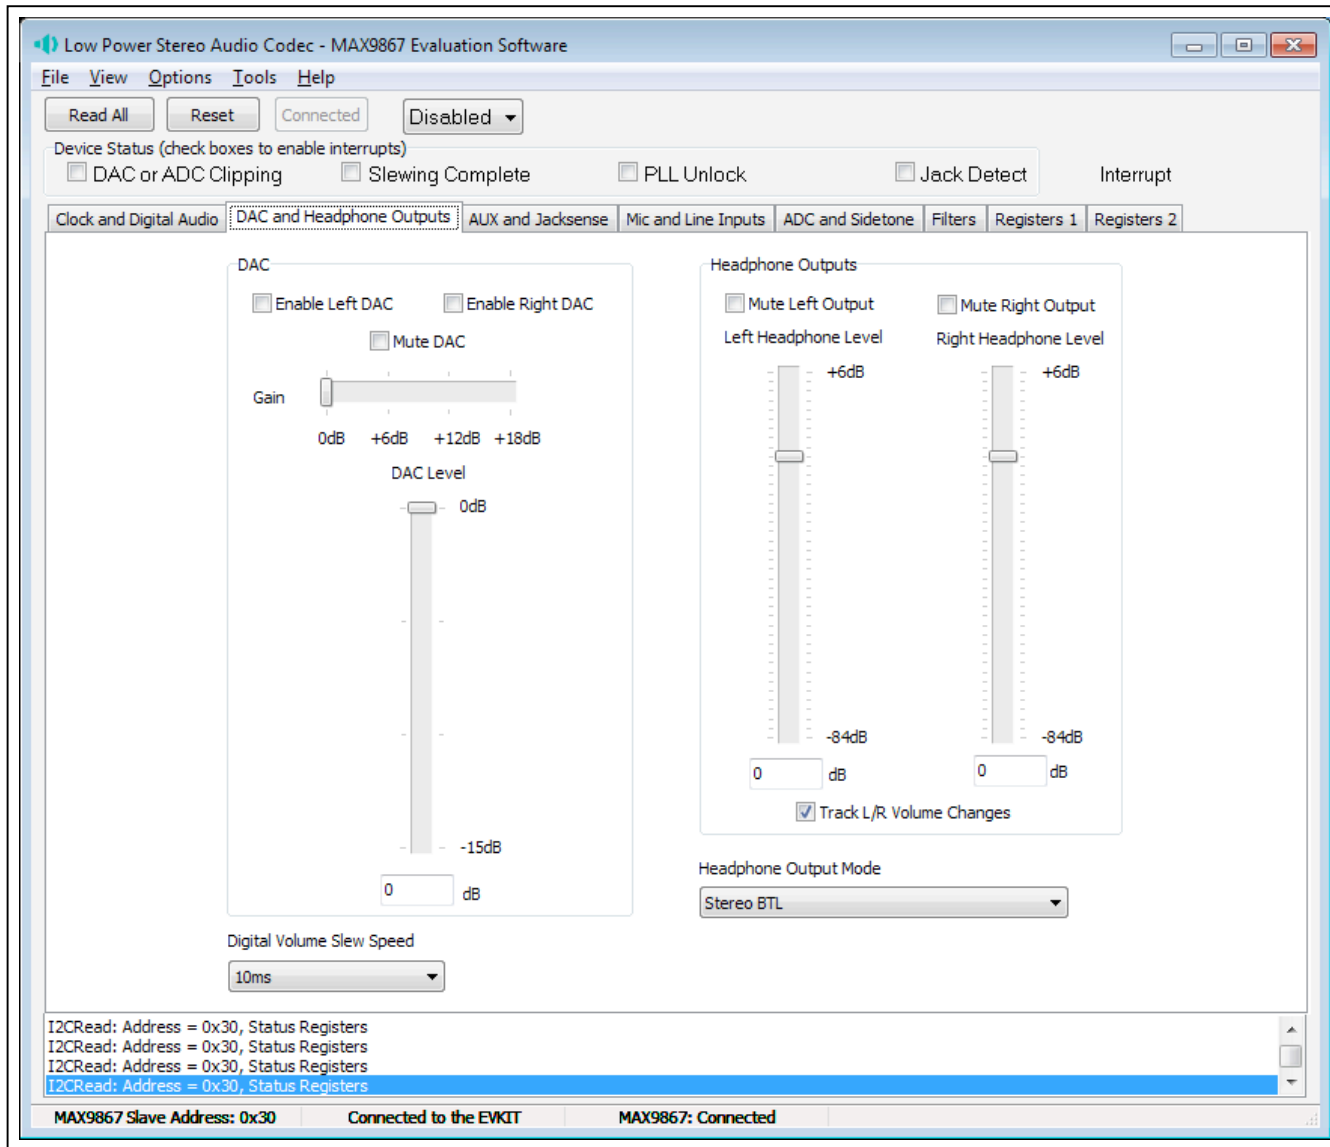 Low Power Stereo Audio Codec - MAX9867 Evaluation Software
File View Options Tools Help
Read All Reset Connected Disabled
Device Status (check boxes to enable interrupts)
DAC or ADC Clipping Slewing Complete PLL Unlock Jack Detect Interrupt
Clock and Digital Audio DAC and Headphone Outputs AUX and Jacksense Mic and Line Inputs ADC and Sidetone Filters Registers 1 Registers 2
DAC
Enable Left DAC Enable Right DAC
Mute DAC
Gain
0dB +6dB +12dB +18dB
DAC Level
0dB
-15dB
0 dB
Digital Volume Slew Speed
10ms
Headphone Outputs
Mute Left Output Mute Right Output
Left Headphone Level Right Headphone Level
+6dB +6dB
-84dB -84dB
0 dB 0 dB
Track L/R Volume Changes
Headphone Output Mode
Stereo BTL
I2CRead: Address = 0x30, Status Registers
I2CRead: Address = 0x30, Status Registers
I2CRead: Address = 0x30, Status Registers
I2CRead: Address = 0x30, Status Registers
MAX9867 Slave Address: 0x30 Connected to the EVKIT MAX9867: Connected